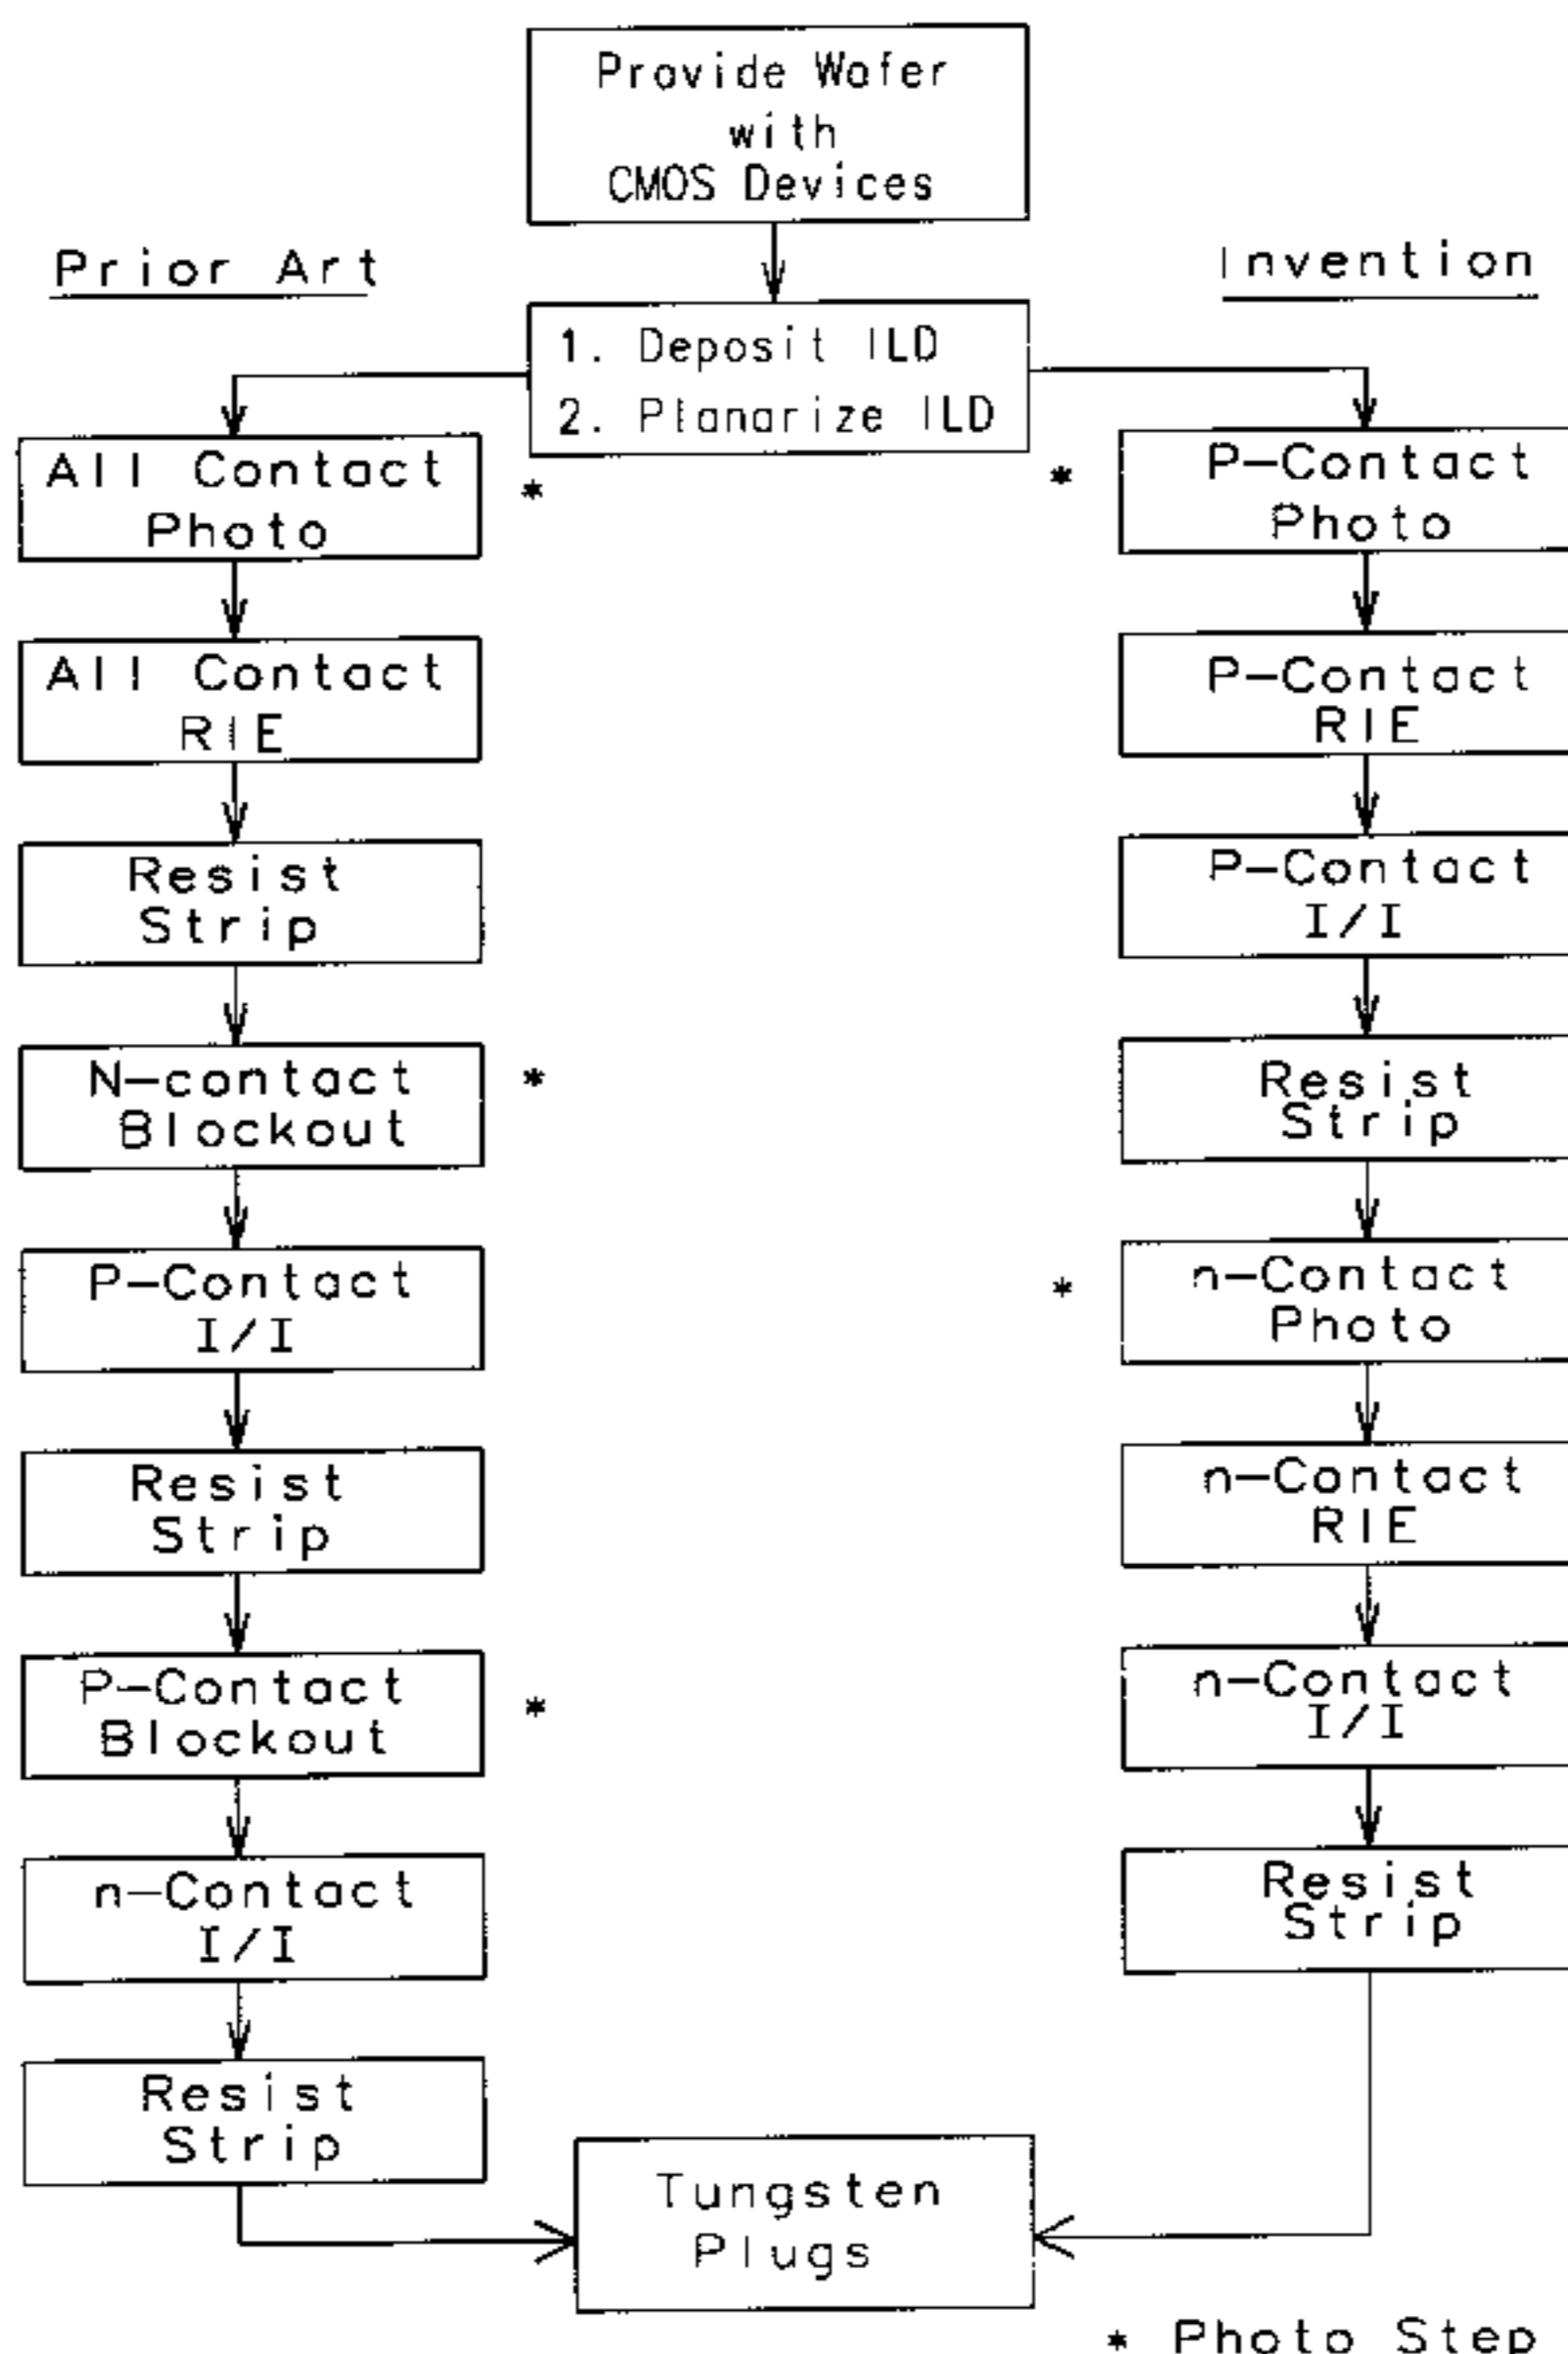 Provide Wafer
with
CMOS Devices
Prior Art
Invention
1. Deposit ILD
2. Planarize ILD
All Contact
Photo
*
All Contact
RIE
Resist
Strip
N-contact
Blockout
*
P-Contact
I/I
Resist
Strip
P-Contact
Blockout
*
n-Contact
I/I
Resist
Strip
*
P-Contact
Photo
P-Contact
RIE
P-Contact
I/I
Resist
Strip
*
n-Contact
Photo
n-Contact
RIE
n-Contact
I/I
Resist
Strip
Tungsten
Plugs
* Photo Step